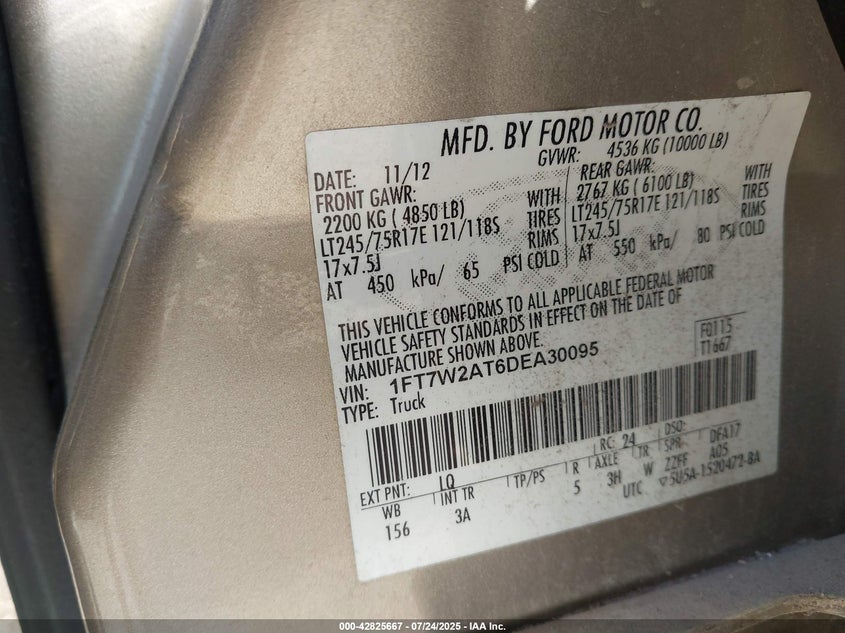 MFD. BY FORD MOTOR CO.
DATE: 11/12 GVWR: 4536 KG (10000 LB)
FRONT GAWR: REAR GAWR:
2200 KG ( 4850 LB) WITH 2767 KG ( 6100 LB) WITH
LT245/75R17E 121/118S TIRES LT245/75R17E 121/118S TIRES
17x7.5J RIMS 17x7.5J RIMS
AT 450 kPa/ 65 PSI COLD AT 550 kPa/ 80 PSI COLD
THIS VEHICLE CONFORMS TO ALL APPLICABLE FEDERAL MOTOR
VEHICLE SAFETY STANDARDS IN EFFECT ON THE DATE OF
MANUFACTURE SHOWN ABOVE.
F0115
T1667
VIN: 1FT7W2AT6DEA30095
TYPE: Truck
RC: 24 DSO:
EXT PNT: LQ
WB INT TR TP/PS R AXLE TR SPR DFA17
156 3A 5 3H W ZZFF A05
UTC ▽5U5A-1520472-BA
000-42825667 - 07/24/2025 - IAA Inc.